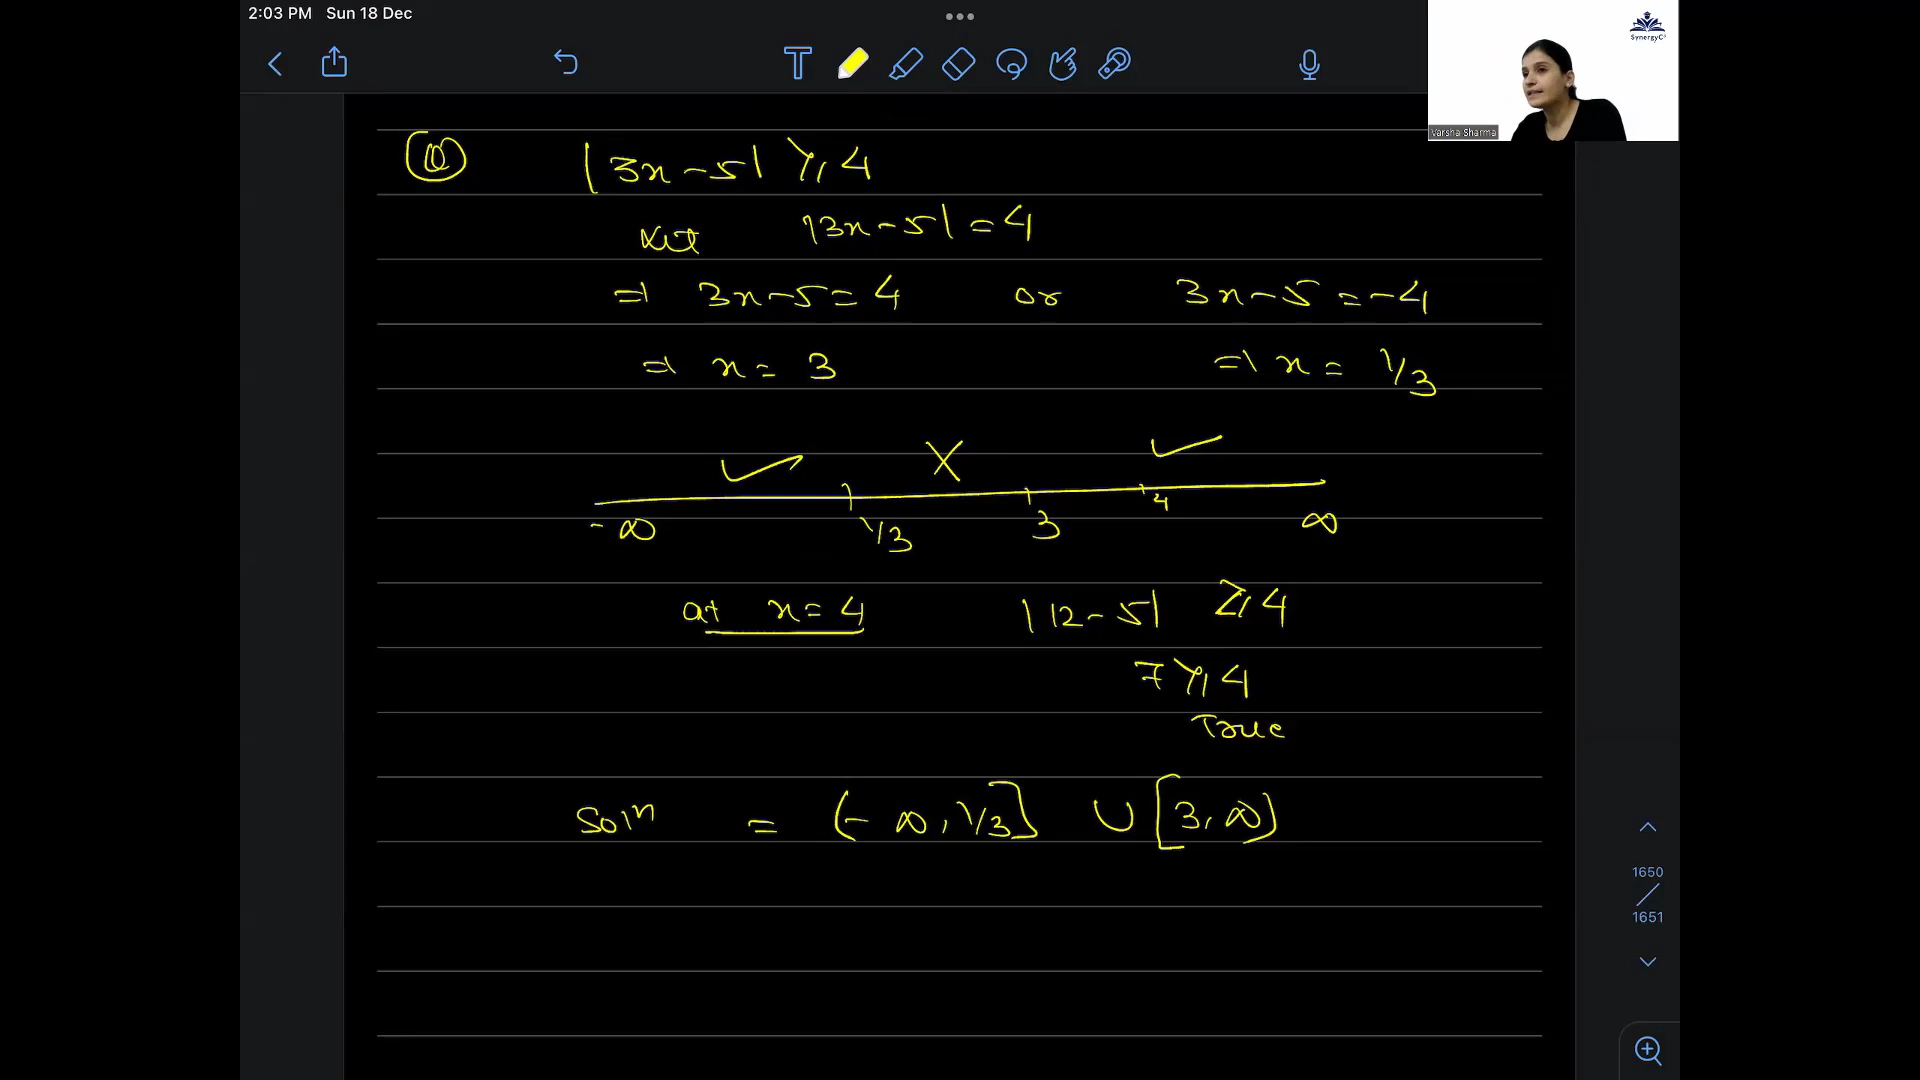 2:03 PM Sun 18 Dec
SynergyC³
Varsha Sharma
Q |3x-5| ≥ 4
Let |3x-5| = 4
⇒ 3x-5 = 4 or 3x-5 = -4
⇒ x = 3 ⇒ x = 1/3
✓ X ✓
-∞ 1/3 3 4 ∞
at x = 4 |12-5| ≥ 4
7 ≥ 4
True
Soln = (-∞, 1/3] ∪ [3, ∞)
1650
1651